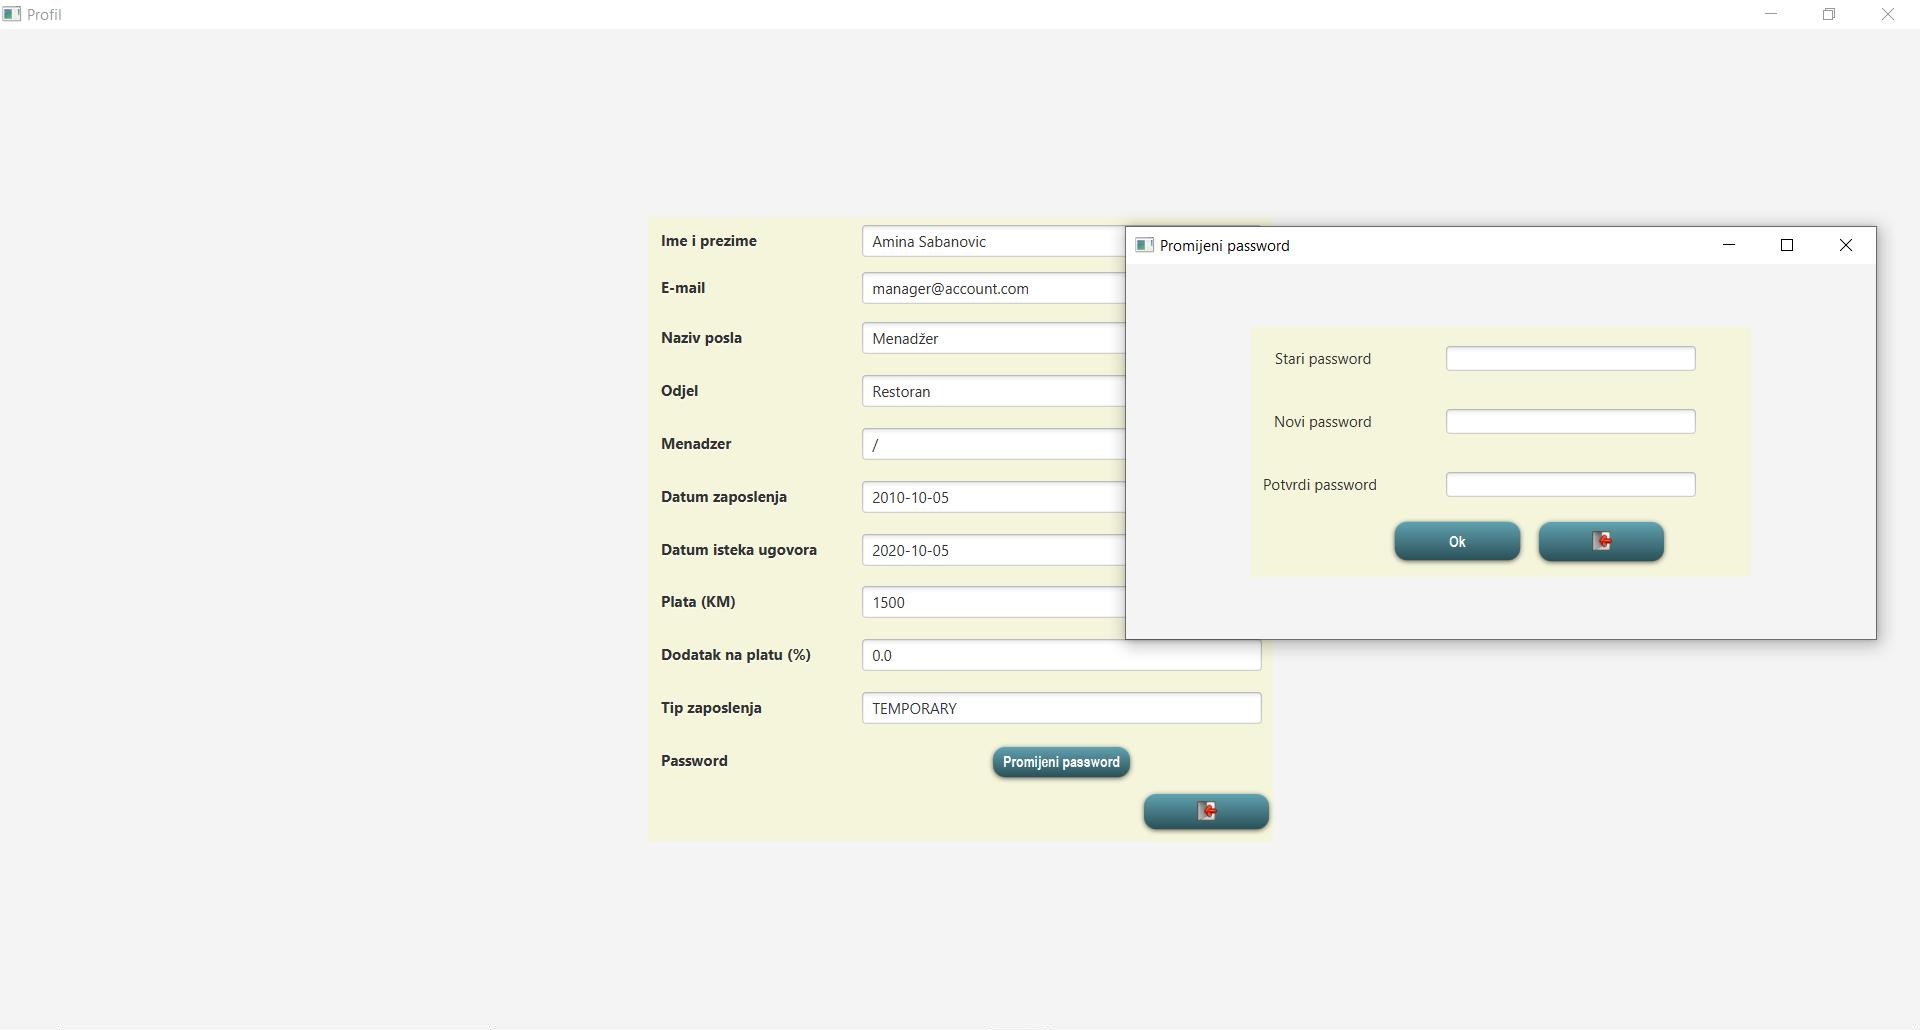 Profil
Ime i prezime Amina Sabanovic
E-mail manager@account.com
Naziv posla Menadžer
Odjel Restoran
Menadzer /
Datum zaposlenja 2010-10-05
Datum isteka ugovora 2020-10-05
Plata (KM) 1500
Dodatak na platu (%) 0.0
Tip zaposlenja TEMPORARY
Password Promijeni password
Promijeni password
Stari password
Novi password
Potvrdi password
Ok